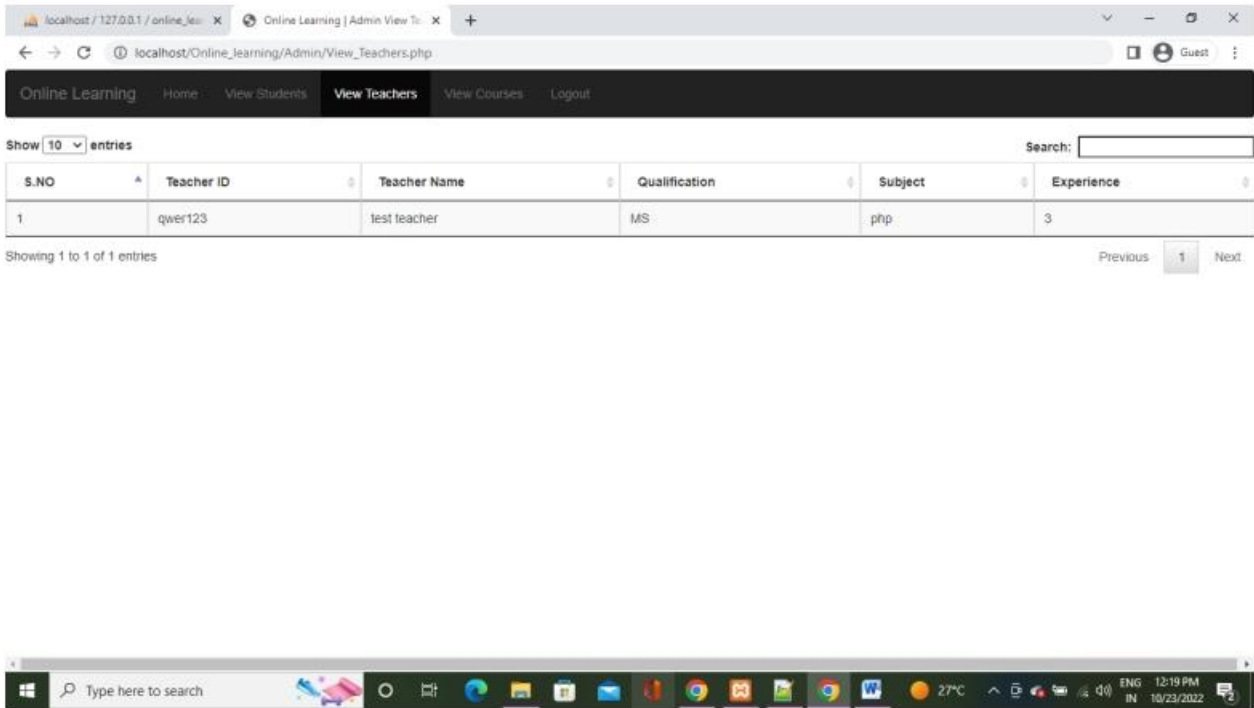 localhost / 127.0.0.1 / online_lea
Online Learning | Admin View Te
localhost/Online_learning/Admin/View_Teachers.php
Guest
Online Learning Home View Students View Teachers View Courses Logout
Show 10 entries
Search:
S.NO Teacher ID Teacher Name Qualification Subject Experience
1 qwer123 test teacher MS php 3
Showing 1 to 1 of 1 entries
Previous 1 Next
Type here to search
27°C
ENG 12:19 PM
IN 10/23/2022